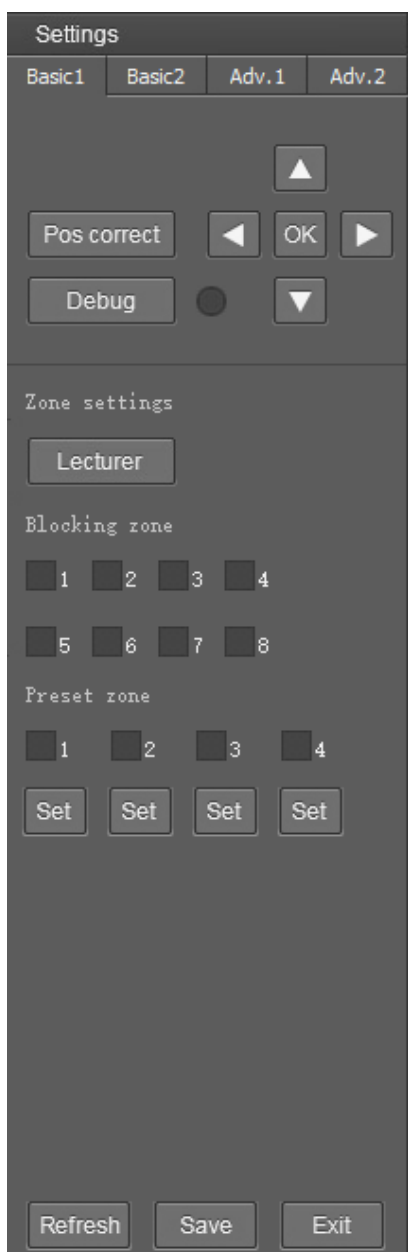 Settings
Basic1 Basic2 Adv.1 Adv.2
Pos correct OK
Debug
Zone settings
Lecturer
Blocking zone
1 2 3 4
5 6 7 8
Preset zone
1 2 3 4
Set Set Set Set
Refresh Save Exit